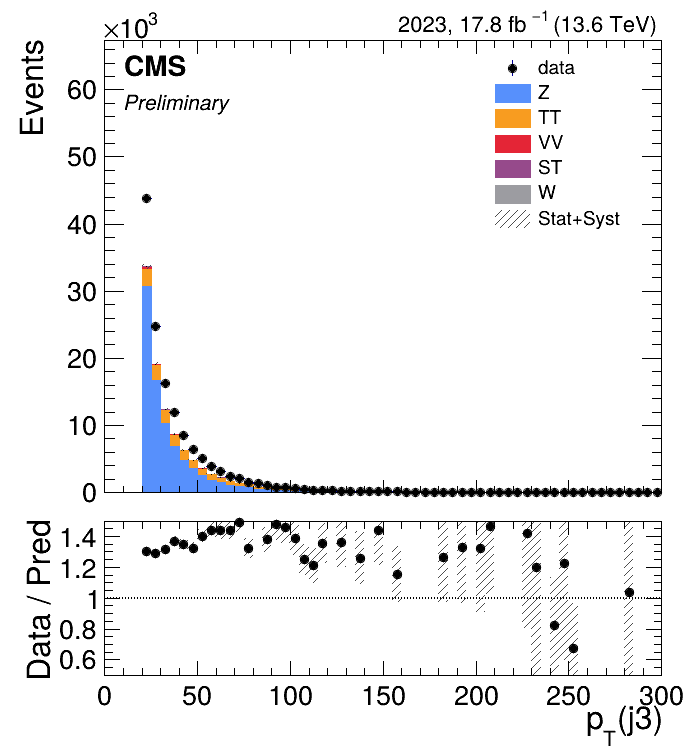 ×10³
2023, 17.8 fb⁻¹ (13.6 TeV)
CMS
Preliminary
Events
data
Z
TT
VV
ST
W
Stat+Syst
60
50
40
30
20
10
0
Data / Pred
1.4
1.2
1
0.8
0.6
0 50 100 150 200 250 300
p_T(j3)